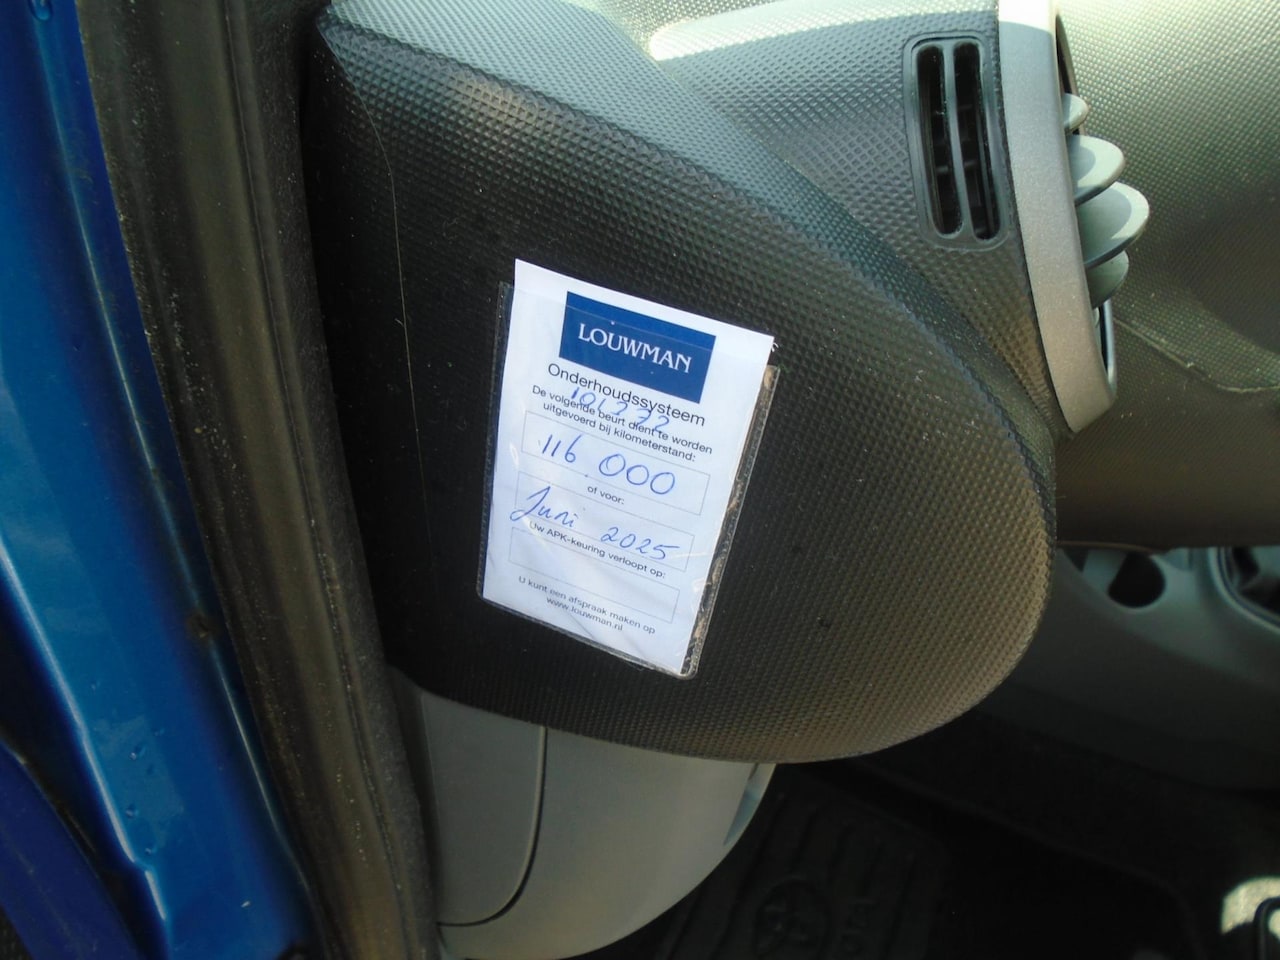 LOUWMAN
Onderhoudssysteem
101272
De volgende beurt dient te worden
uitgevoerd bij kilometerstand:
116 000
of voor:
Juni 2025
Uw APK-keuring verloopt op:
U kunt een afspraak maken op
www.louwman.nl